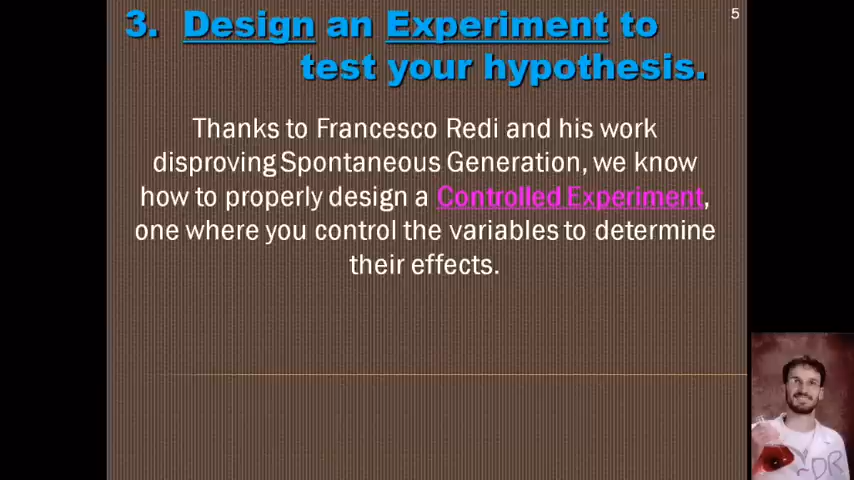 5
3. Design an Experiment to
test your hypothesis.
Thanks to Francesco Redi and his work
disproving Spontaneous Generation, we know
how to properly design a Controlled Experiment,
one where you control the variables to determine
their effects.
DR